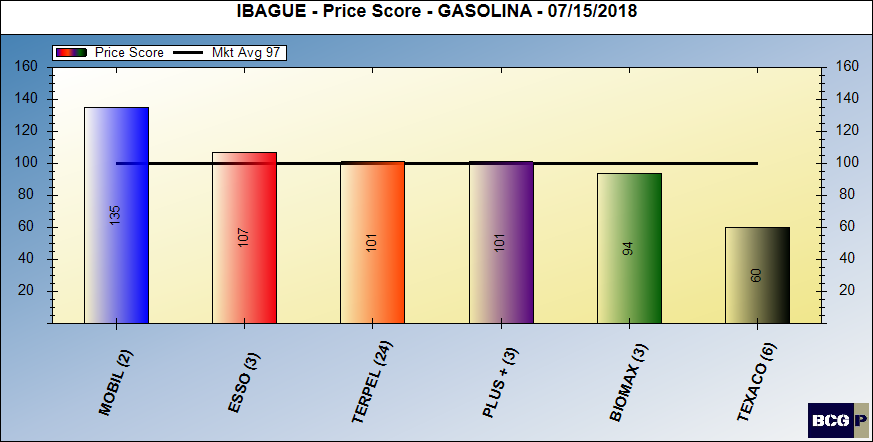 IBAGUE - Price Score - GASOLINA - 07/15/2018
Price Score Mkt Avg 97
160 160
140 140
120 120
100 100
80 80
60 60
40 40
20 20
135 107 101 101 94 60
MOBIL (2) ESSO (3) TERPEL (24) PLUS + (3) BIOMAX (3) TEXACO (6)
BCG P